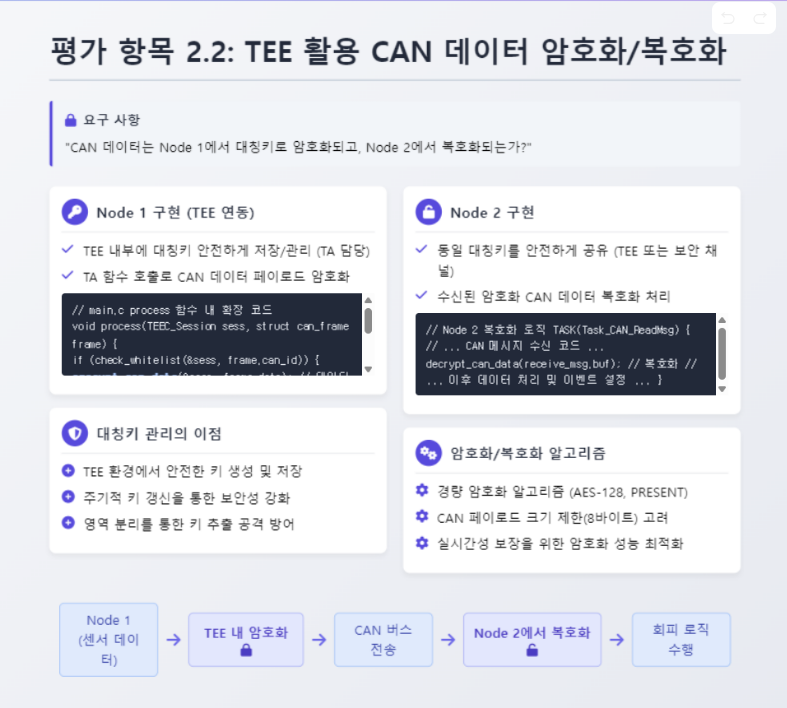 평가 항목 2.2: TEE 활용 CAN 데이터 암호화/복호화
요구 사항
"CAN 데이터는 Node 1에서 대칭키로 암호화되고, Node 2에서 복호화되는가?"
Node 1 구현 (TEE 연동)
TEE 내부에 대칭키 안전하게 저장/관리 (TA 담당)
TA 함수 호출로 CAN 데이터 페이로드 암호화
// main.c process 함수 내 확장 코드
void process(TEEC_Session sess, struct can_frame
frame) {
if (check_whitelist(&sess, frame.can_id)) {
대칭키 관리의 이점
TEE 환경에서 안전한 키 생성 및 저장
주기적 키 갱신을 통한 보안성 강화
영역 분리를 통한 키 추출 공격 방어
Node 2 구현
동일 대칭키를 안전하게 공유 (TEE 또는 보안 채
널)
수신된 암호화 CAN 데이터 복호화 처리
// Node 2 복호화 로직 TASK(Task_CAN_ReadMsg) {
// ... CAN 메시지 수신 코드 ...
decrypt_can_data(receive_msg.buf); // 복호화 //
... 이후 데이터 처리 및 이벤트 설정 ... }
암호화/복호화 알고리즘
경량 암호화 알고리즘 (AES-128, PRESENT)
CAN 페이로드 크기 제한(8바이트) 고려
실시간성 보장을 위한 암호화 성능 최적화
Node 1
(센서 데이
터)
TEE 내 암호화
CAN 버스
전송
Node 2에서 복호화
회피 로직
수행